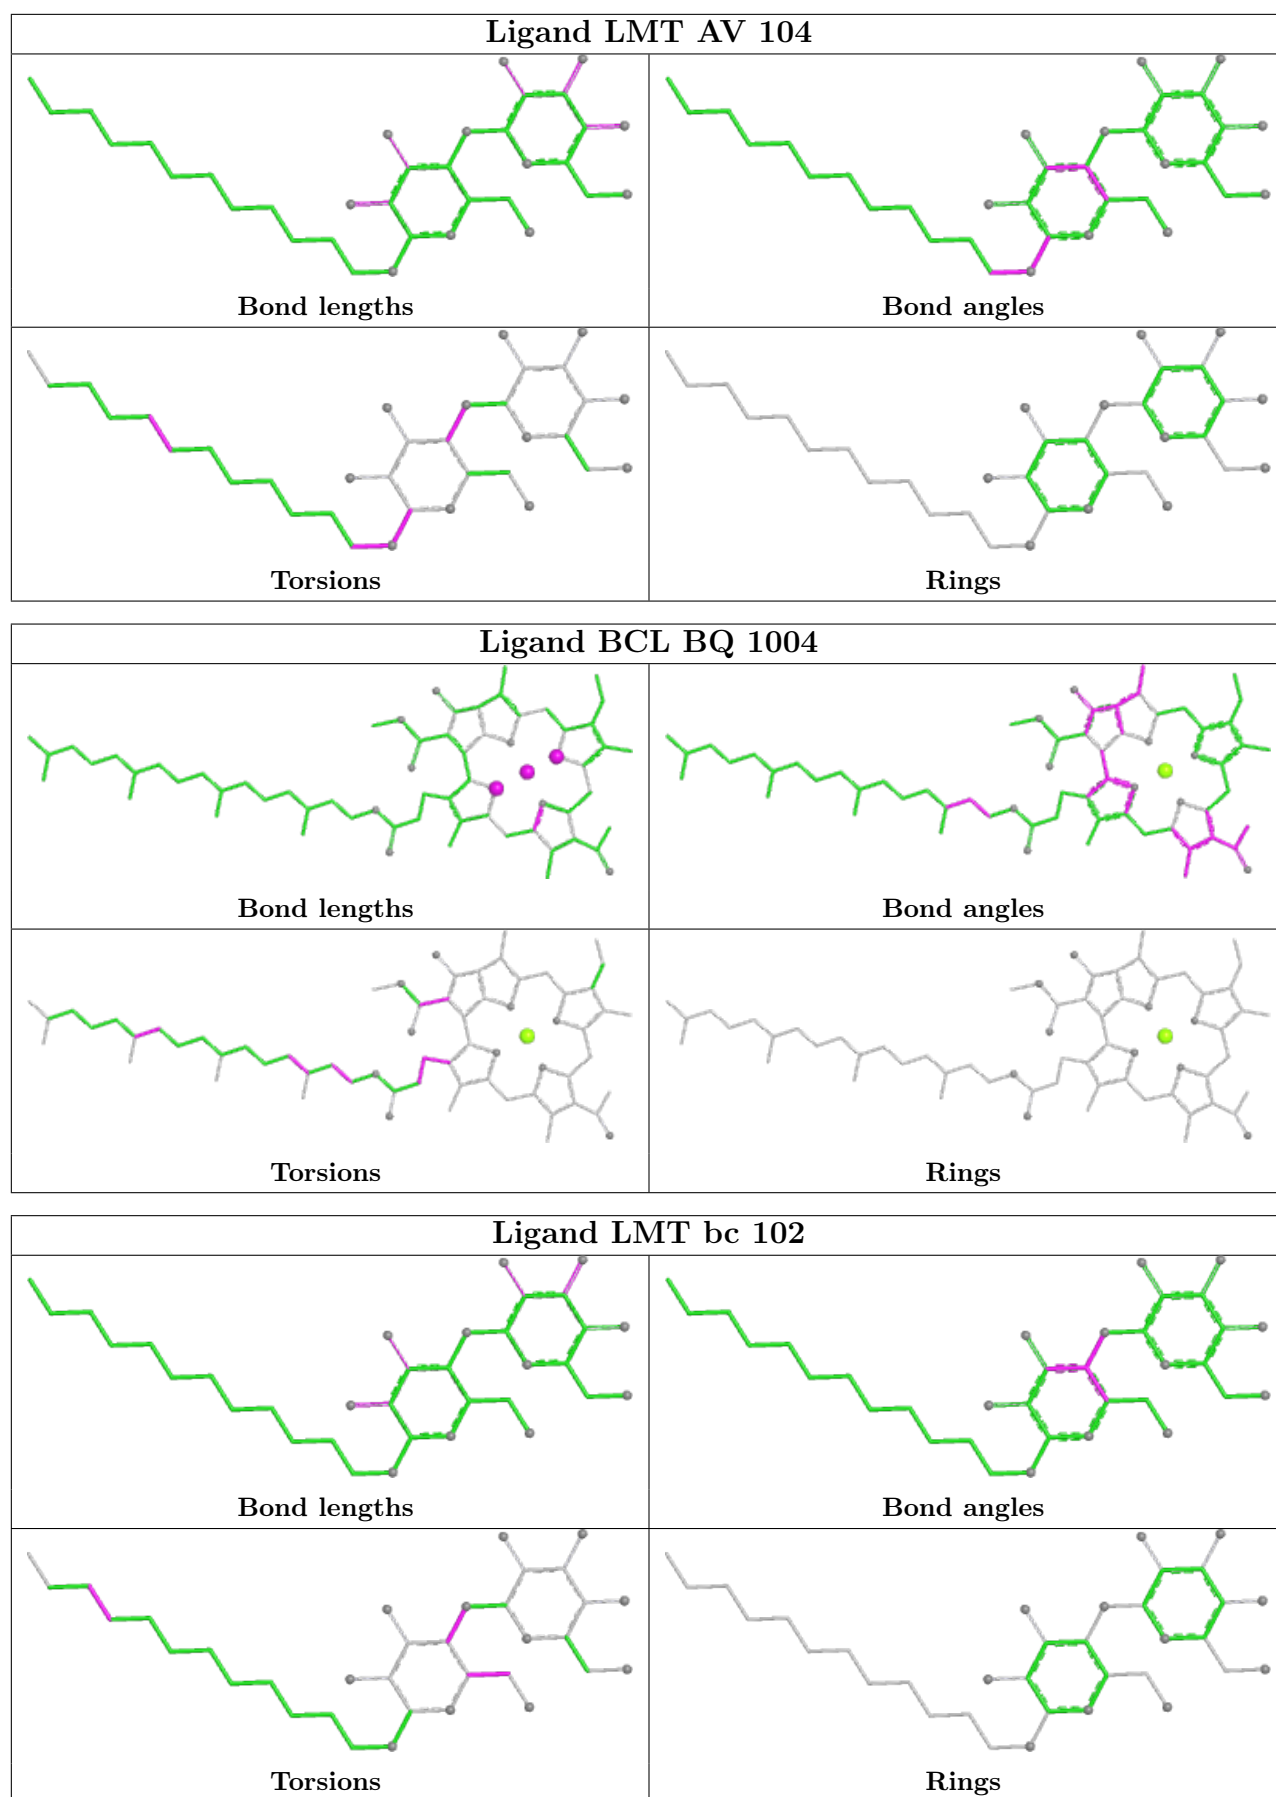 Ligand LMT AV 104
Bond lengths
Bond angles
Torsions
Rings
Ligand BCL BQ 1004
Bond lengths
Bond angles
Torsions
Rings
Ligand LMT bc 102
Bond lengths
Bond angles
Torsions
Rings